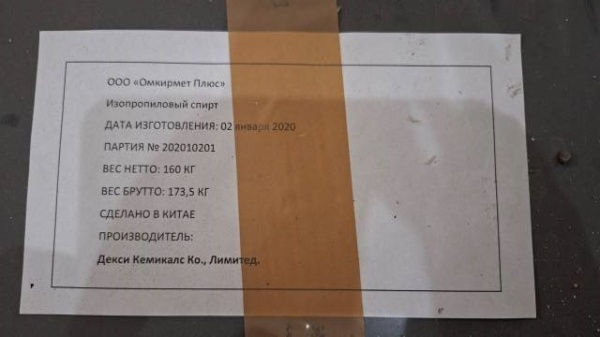 ООО «Омкирмет Плюс»
Изопропиловый спирт
ДАТА ИЗГОТОВЛЕНИЯ: 02 января 2020
ПАРТИЯ № 202010201
ВЕС НЕТТО: 160 КГ
ВЕС БРУТТО: 173,5 КГ
СДЕЛАНО В КИТАЕ
ПРОИЗВОДИТЕЛЬ:
Декси Кемикалс Ко., Лимитед.